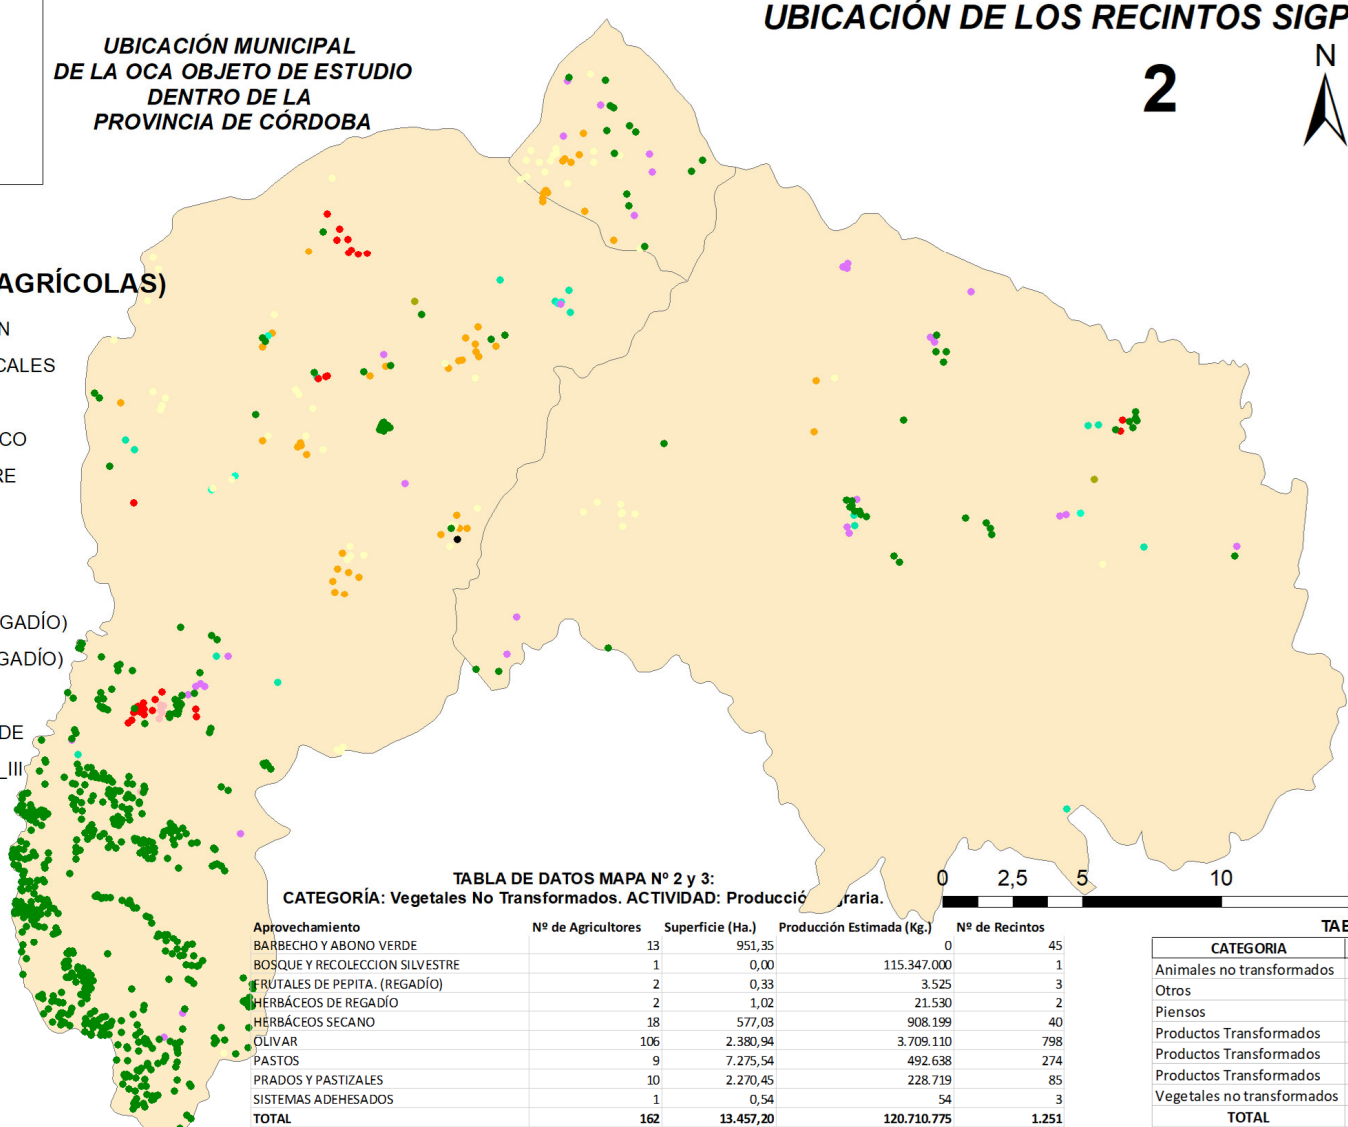 UBICACIÓN DE LOS RECINTOS SIGP
UBICACIÓN MUNICIPAL
DE LA OCA OBJETO DE ESTUDIO
DENTRO DE LA
PROVINCIA DE CÓRDOBA
2
N
AGRÍCOLAS)
N
CALES
CO
RE
GADÍO)
GADÍO)
DE
_III
0 2,5 5 10
TABLA DE DATOS MAPA Nº 2 y 3:
CATEGORÍA: Vegetales No Transformados. ACTIVIDAD: Producción Agraria.
Aprovechamiento Nº de Agricultores Superficie (Ha.) Producción Estimada (Kg.) Nº de Recintos
BARBECHO Y ABONO VERDE 13 951,35 0 45
BOSQUE Y RECOLECCION SILVESTRE 1 0,00 115.347.000 1
FRUTALES DE PEPITA. (REGADÍO) 2 0,33 3.525 3
HERBÁCEOS DE REGADÍO 2 1,02 21.530 2
HERBÁCEOS SECANO 18 577,03 908.199 40
OLIVAR 106 2.380,94 3.709.110 798
PASTOS 9 7.275,54 492.638 274
PRADOS Y PASTIZALES 10 2.270,45 228.719 85
SISTEMAS ADEHESADOS 1 0,54 54 3
TOTAL 162 13.457,20 120.710.775 1.251
TAB
CATEGORIA
Animales no transformados
Otros
Piensos
Productos Transformados
Productos Transformados
Productos Transformados
Vegetales no transformados
TOTAL